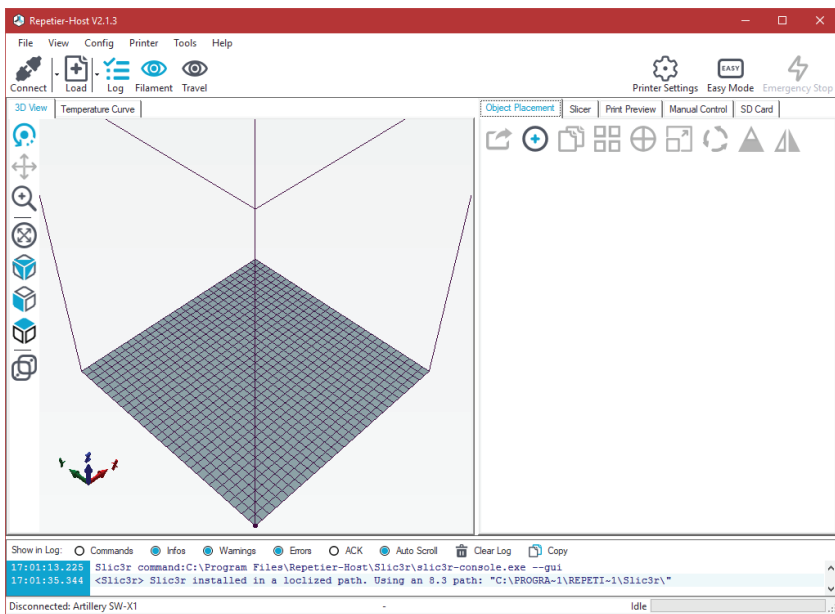 Repetier-Host V2.1.3
File View Config Printer Tools Help
Connect Load Log Filament Travel Printer Settings Easy Mode Emergency Stop
EASY
3D View Temperature Curve
Object Placement Slicer Print Preview Manual Control SD Card
Y Z X
Show in Log: Commands Infos Warnings Errors ACK Auto Scroll Clear Log Copy
17:01:13.225 Slic3r command:C:\Program Files\Repetier-Host\Slic3r\slic3r-console.exe --gui
17:01:35.344 <Slic3r> Slic3r installed in a loclized path. Using an 8.3 path: "C:\PROGRA~1\REPETI~1\Slic3r\"
Disconnected: Artillery SW-X1 - Idle